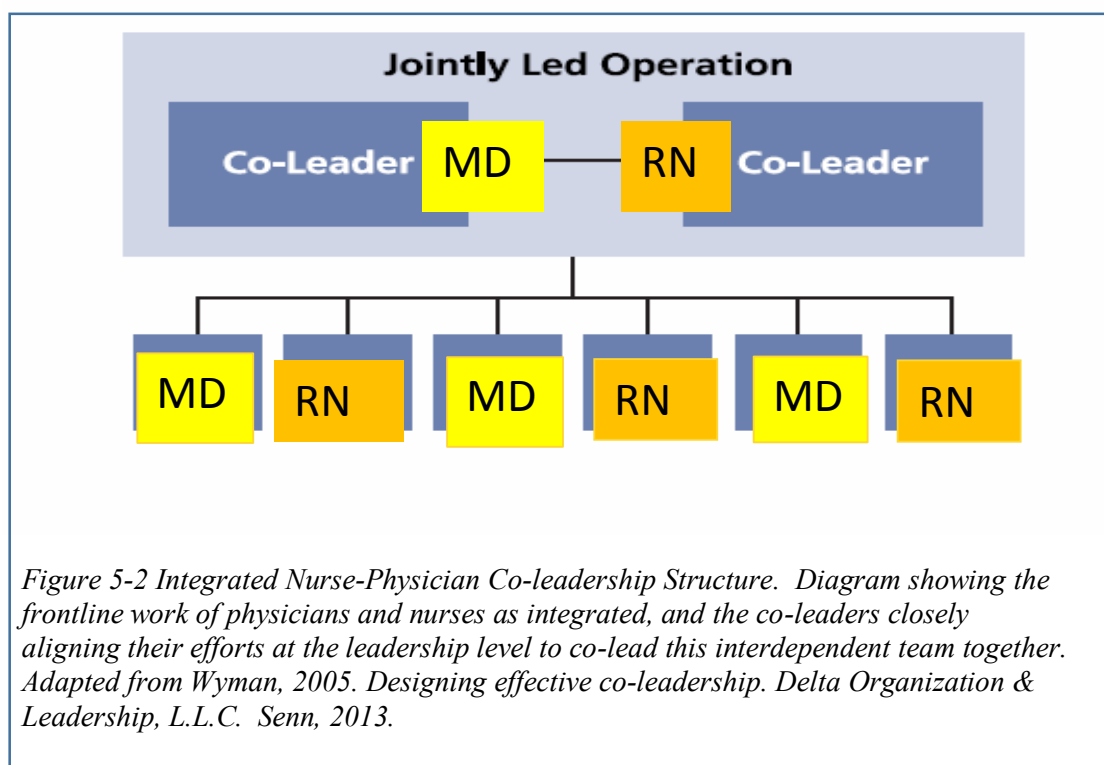 Jointly Led Operation
Co-Leader MD RN Co-Leader
MD RN MD RN MD RN
Figure 5-2 Integrated Nurse-Physician Co-leadership Structure. Diagram showing the
frontline work of physicians and nurses as integrated, and the co-leaders closely
aligning their efforts at the leadership level to co-lead this interdependent team together.
Adapted from Wyman, 2005. Designing effective co-leadership. Delta Organization &
Leadership, L.L.C. Senn, 2013.